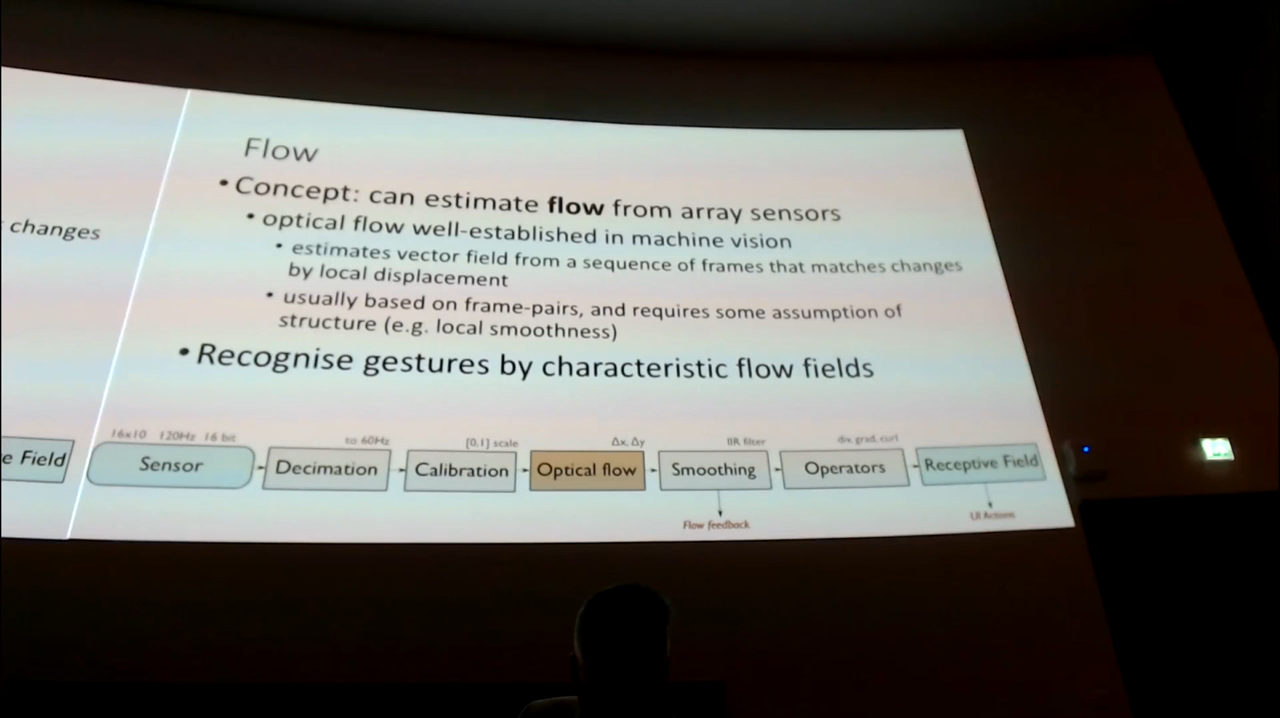 changes
e Field
Flow
• Concept: can estimate flow from array sensors
• optical flow well-established in machine vision
• estimates vector field from a sequence of frames that matches changes
by local displacement
• usually based on frame-pairs, and requires some assumption of
structure (e.g. local smoothness)
• Recognise gestures by characteristic flow fields
16x10 120Hz 16 bit
to 60Hz
[0,1] scale
Δx, Δy
IIR filter
div, grad, curl
Sensor
Decimation
Calibration
Optical flow
Smoothing
Operators
Receptive Field
Flow feedback
UI Actions